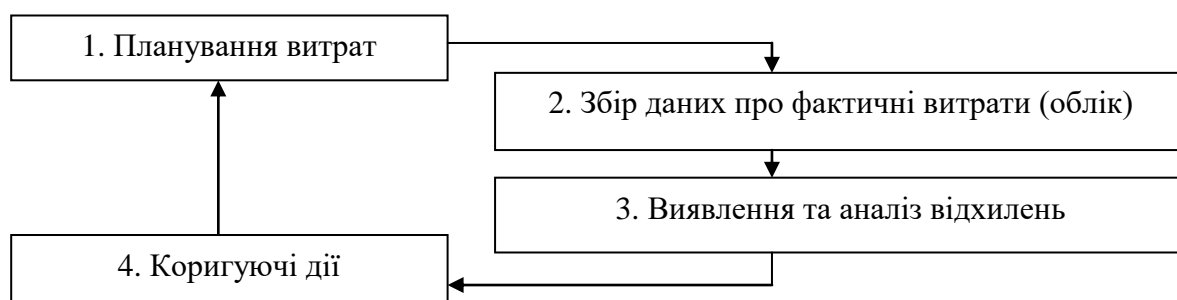 1. Планування витрат
2. Збір даних про фактичні витрати (облік)
3. Виявлення та аналіз відхилень
4. Коригуючі дії